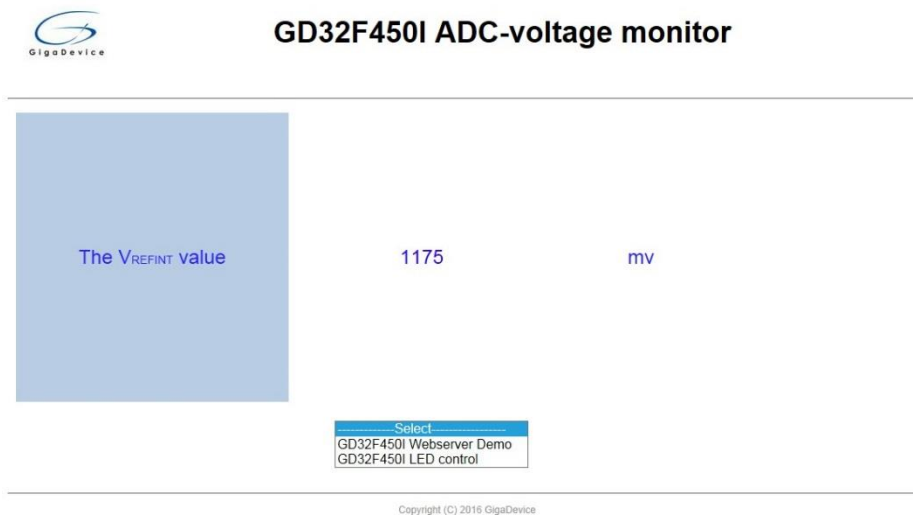 GigaDevice
GD32F450I ADC-voltage monitor
The VREFINT value 1175 mv
-------------Select-----------------
GD32F450I Webserver Demo
GD32F450I LED control
Copyright (C) 2016 GigaDevice